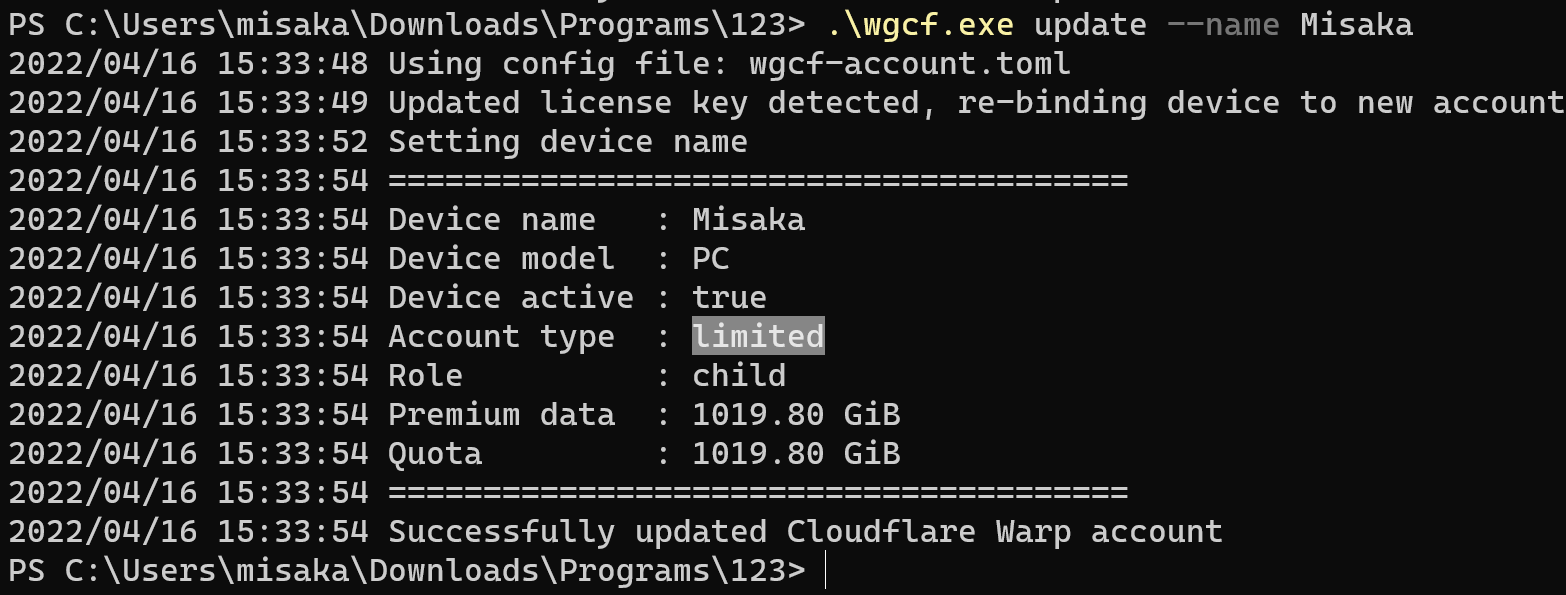 PS C:\Users\misaka\Downloads\Programs\123> .\wgcf.exe update --name Misaka
2022/04/16 15:33:48 Using config file: wgcf-account.toml
2022/04/16 15:33:49 Updated license key detected, re-binding device to new account
2022/04/16 15:33:52 Setting device name
2022/04/16 15:33:54 =======================================
2022/04/16 15:33:54 Device name   : Misaka
2022/04/16 15:33:54 Device model  : PC
2022/04/16 15:33:54 Device active : true
2022/04/16 15:33:54 Account type  : limited
2022/04/16 15:33:54 Role          : child
2022/04/16 15:33:54 Premium data  : 1019.80 GiB
2022/04/16 15:33:54 Quota         : 1019.80 GiB
2022/04/16 15:33:54 =======================================
2022/04/16 15:33:54 Successfully updated Cloudflare Warp account
PS C:\Users\misaka\Downloads\Programs\123>